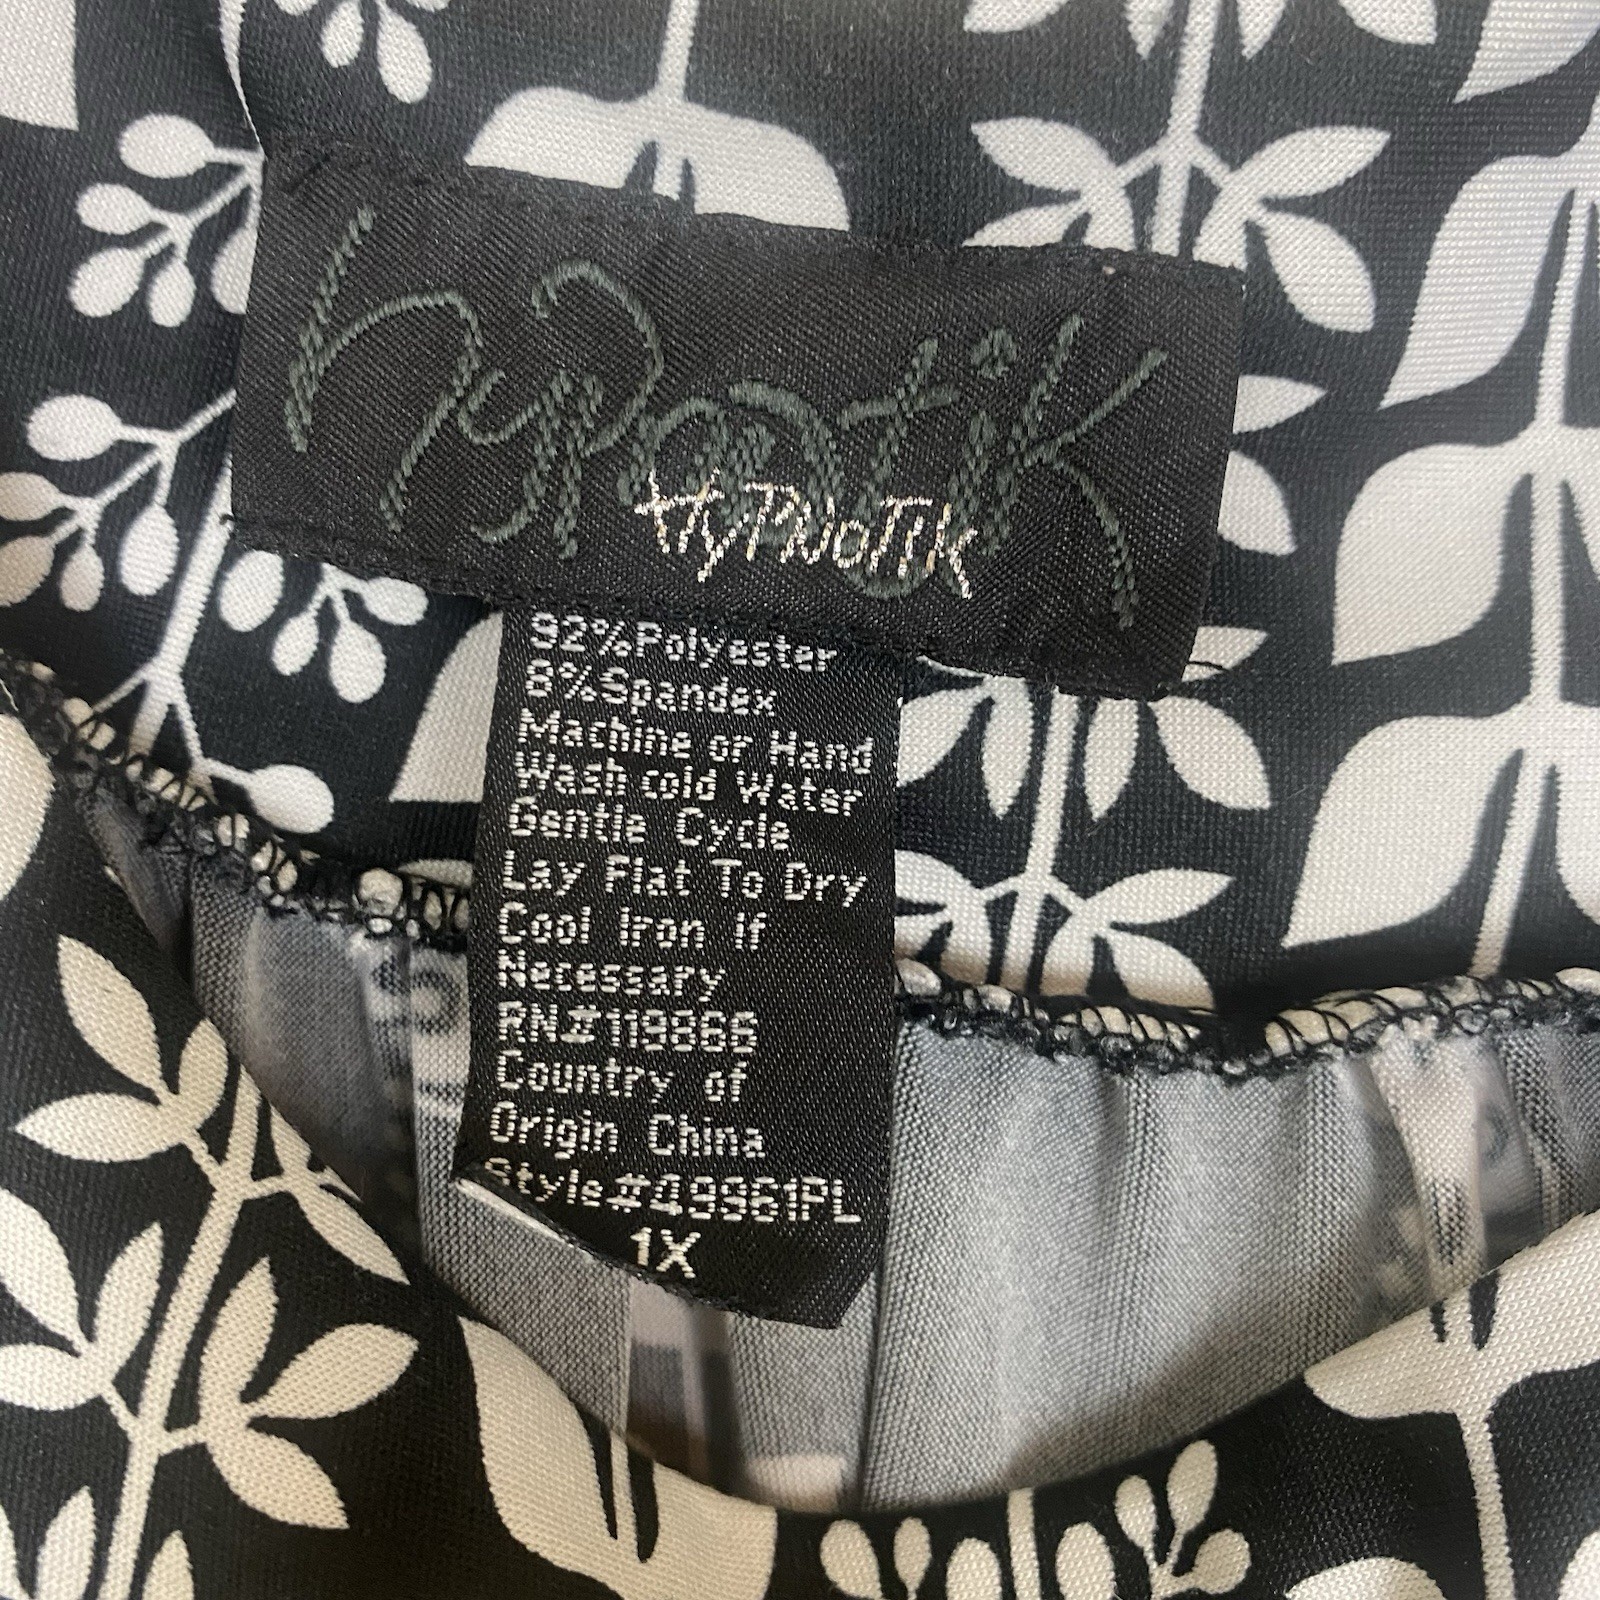 hypnotik
HYPNOTIK
92%Polyester
8%Spandex
Machine or Hand
Wash cold Water
Gentle Cycle
Lay Flat To Dry
Cool Iron If
Necessary
RN#119866
Country of
Origin China
Style#49961PL
1X